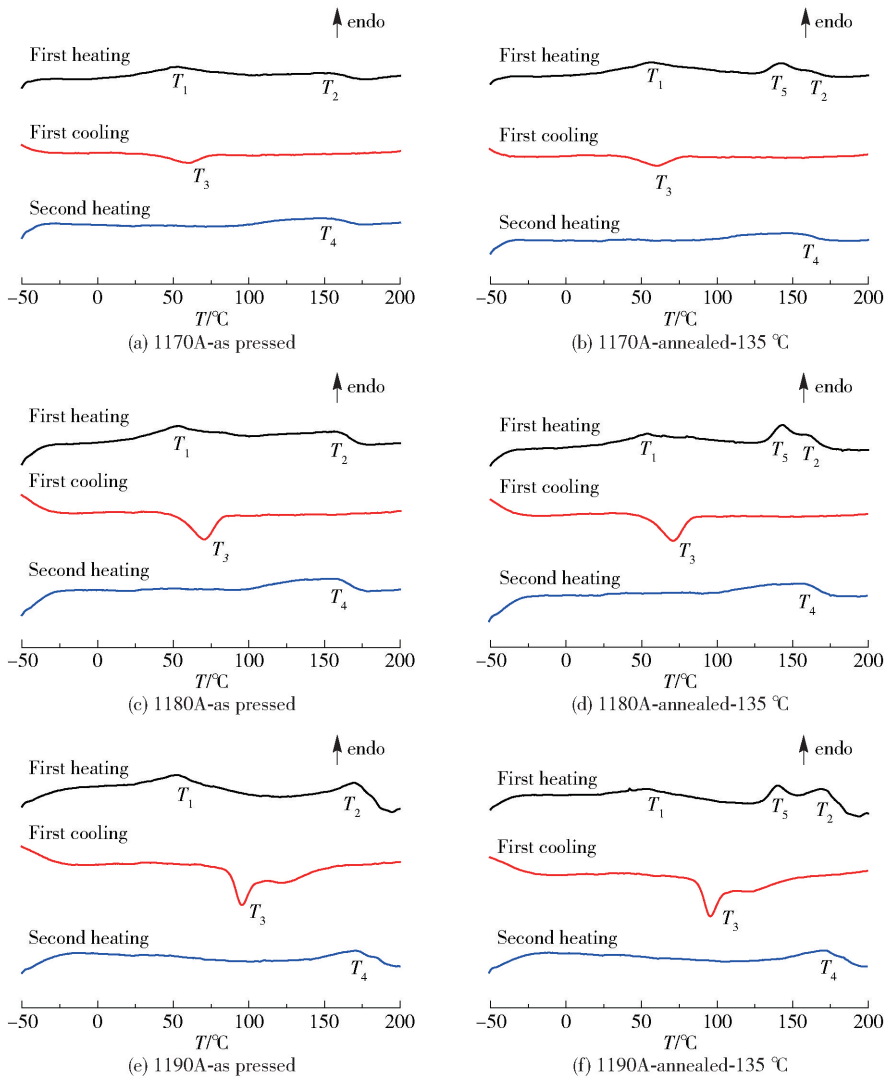 endo
First heating
T1
T2
First cooling
T3
Second heating
T4
−50 0 50 100 150 200
T/℃
(a) 1170A-as pressed
endo
First heating
T1
T5
T2
First cooling
T3
Second heating
T4
−50 0 50 100 150 200
T/℃
(b) 1170A-annealed-135 ℃
endo
First heating
T1
T2
First cooling
T3
Second heating
T4
−50 0 50 100 150 200
T/℃
(c) 1180A-as pressed
endo
First heating
T1
T5
T2
First cooling
T3
Second heating
T4
−50 0 50 100 150 200
T/℃
(d) 1180A-annealed-135 ℃
endo
First heating
T1
T2
First cooling
T3
Second heating
T4
−50 0 50 100 150 200
T/℃
(e) 1190A-as pressed
endo
First heating
T1
T5
T2
First cooling
T3
Second heating
T4
−50 0 50 100 150 200
T/℃
(f) 1190A-annealed-135 ℃